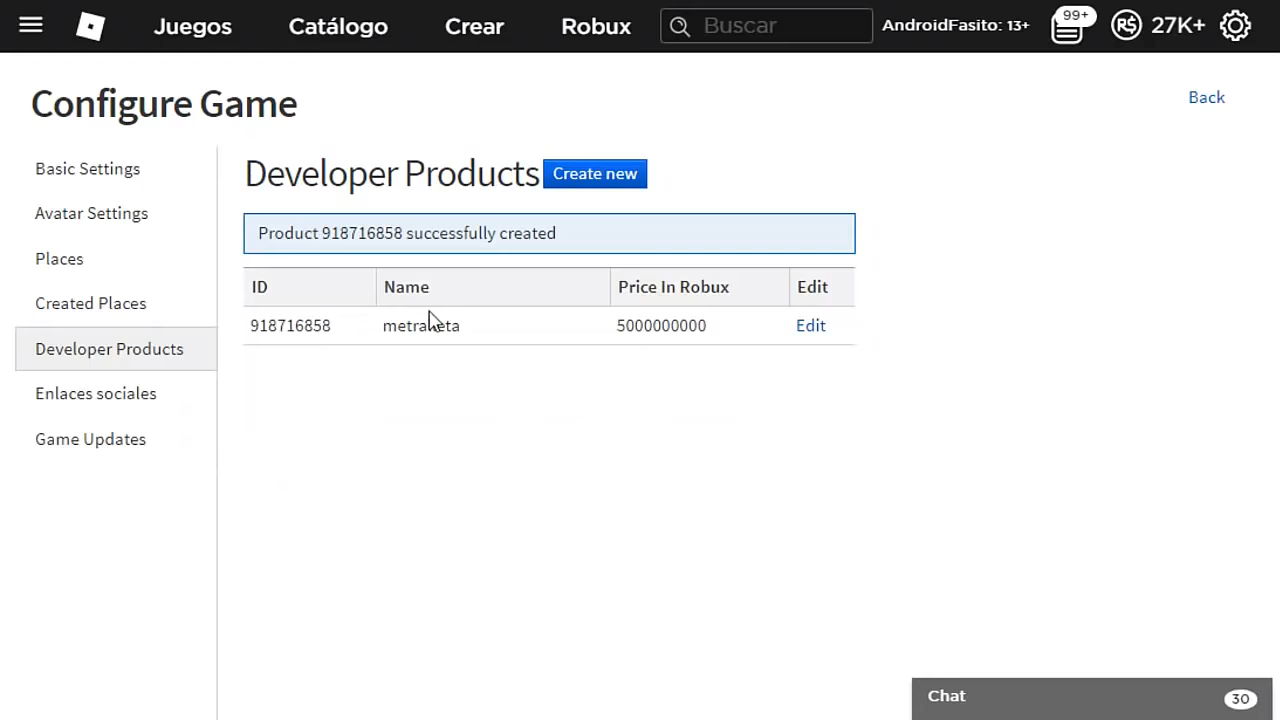 Juegos Catálogo Crear Robux Buscar AndroidFasito: 13+ 99+ 27K+
Configure Game
Back
Basic Settings
Avatar Settings
Places
Created Places
Developer Products
Enlaces sociales
Game Updates
Developer Products Create new
Product 918716858 successfully created
ID Name Price In Robux Edit
918716858 5000000000 Edit
Chat 30